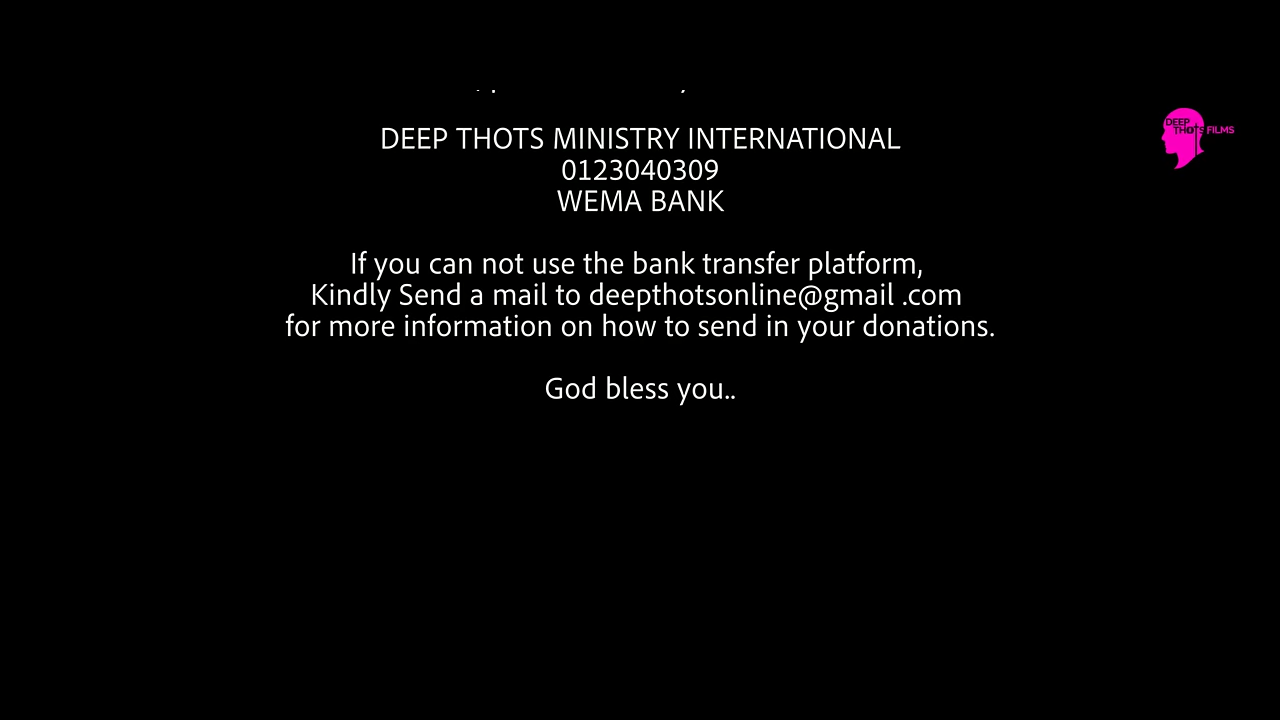 DEEP THOTS MINISTRY INTERNATIONAL
0123040309
WEMA BANK
If you can not use the bank transfer platform,
Kindly Send a mail to deepthotsonline@gmail .com
for more information on how to send in your donations.
God bless you..
DEEP
THOTS FILMS